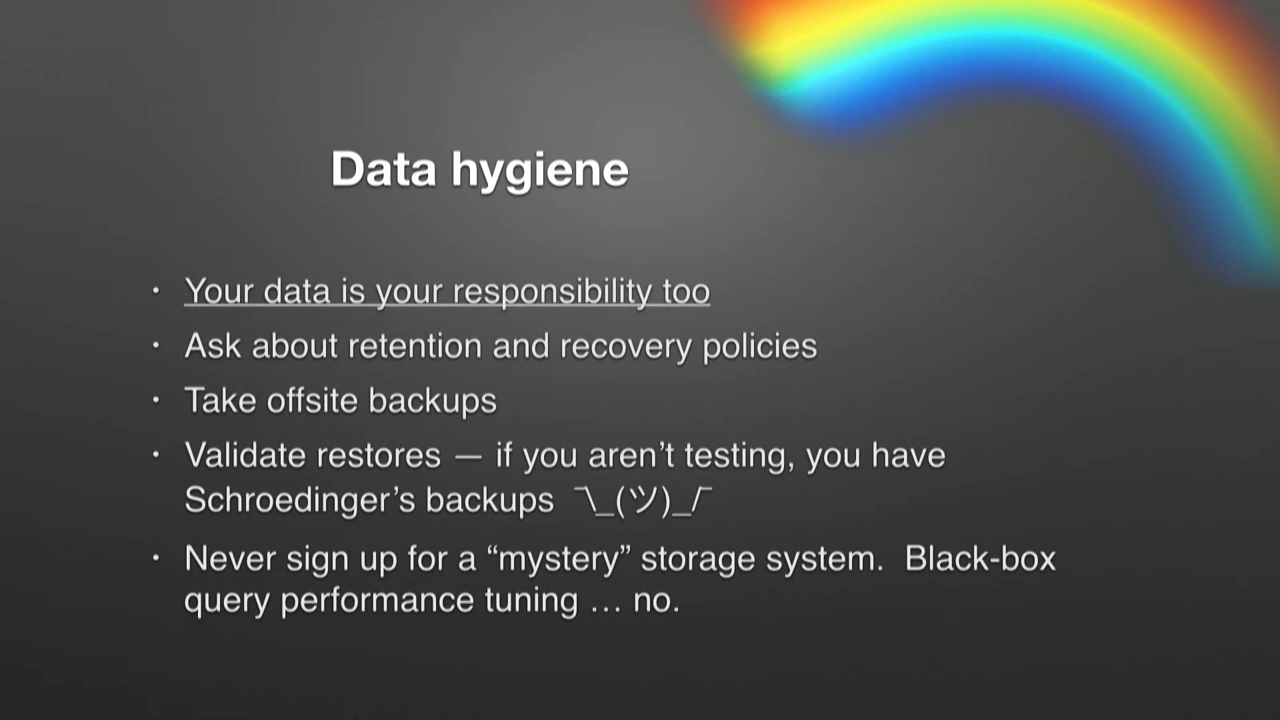 Data hygiene
• Your data is your responsibility too
• Ask about retention and recovery policies
• Take offsite backups
• Validate restores — if you aren’t testing, you have
Schroedinger’s backups ¯\_(ツ)_/¯
• Never sign up for a “mystery” storage system.  Black-box
query performance tuning … no.